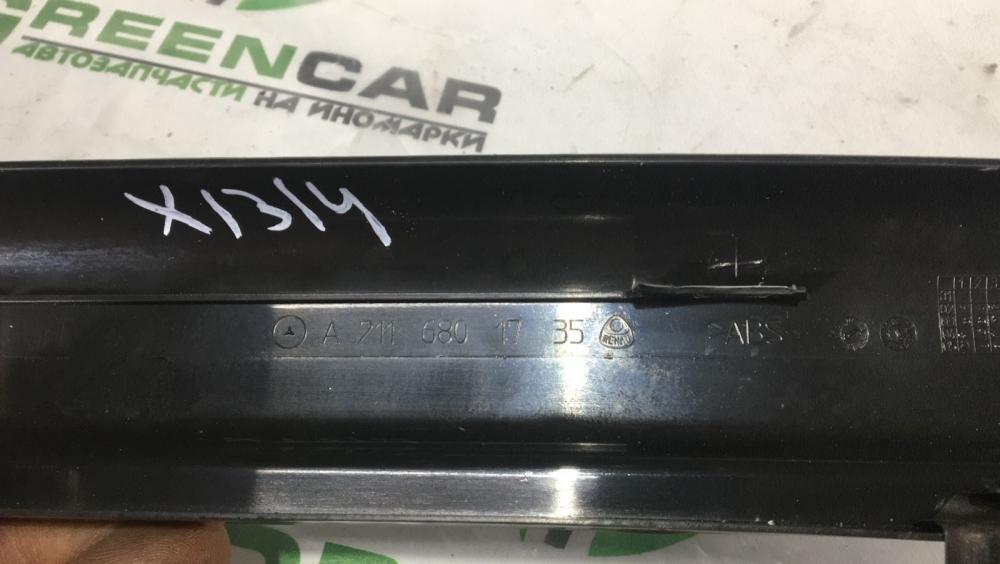 GREENCAR
АВТОЗАПЧАСТИ НА ИНОМАРКИ
X1314
A 211 680 17 35
>ABS<